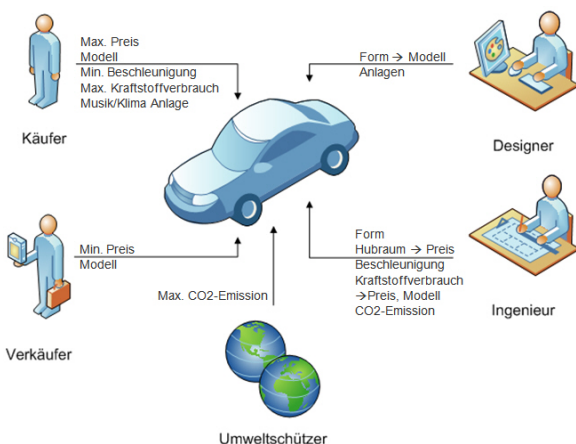 Max. Preis
Modell
Min. Beschleunigung
Max. Kraftstoffverbrauch
Musik/Klima Anlage
Käufer
Form → Modell
Anlagen
Designer
Min. Preis
Modell
Verkäufer
Max. CO2-Emission
Umweltschützer
Form
Hubraum → Preis
Beschleunigung
Kraftstoffverbrauch
→Preis, Modell
CO2-Emission
Ingenieur